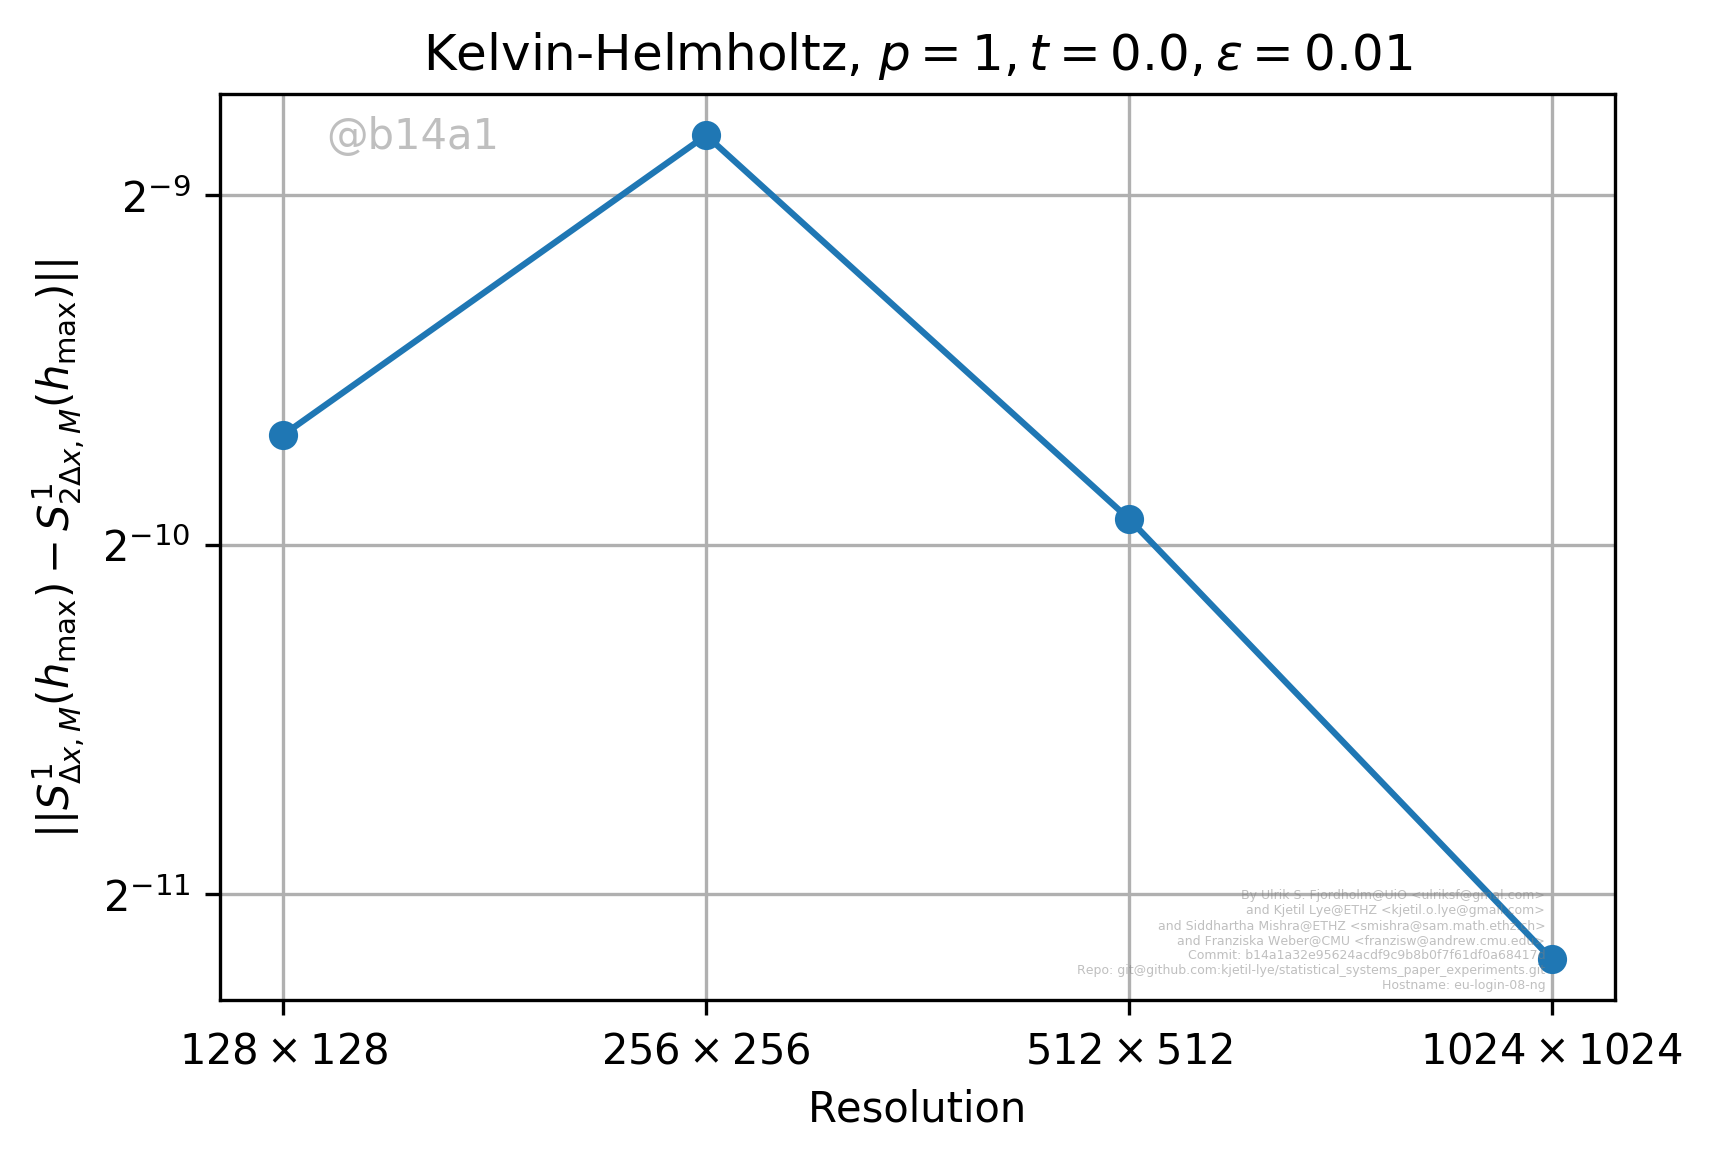 Kelvin-Helmholtz, p = 1, t = 0.0, ε = 0.01
@b14a1
2⁻⁹
2⁻¹⁰
2⁻¹¹
||S¹_{Δx, M}(h_max) − S¹_{2Δx, M}(h_max)||
By Ulrik S. Fjordholm@UiO <ulriksf@gmail.com>
and Kjetil Lye@ETHZ <kjetil.o.lye@gmail.com>
and Siddhartha Mishra@ETHZ <smishra@sam.math.ethz.ch>
and Franziska Weber@CMU <franzisw@andrew.cmu.edu>
Commit:
Repo: git@github.com:kjetil-lye/statistical_systems_paper_experiments.git
Hostname: eu-login-08-ng
128 × 128
256 × 256
512 × 512
1024 × 1024
Resolution